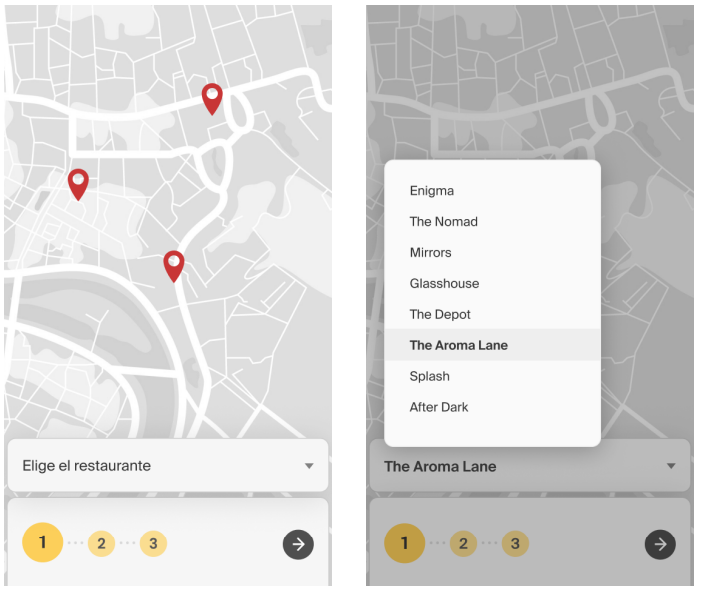 Elige el restaurante
1
2
3
Enigma
The Nomad
Mirrors
Glasshouse
The Depot
The Aroma Lane
Splash
After Dark
The Aroma Lane
1
2
3